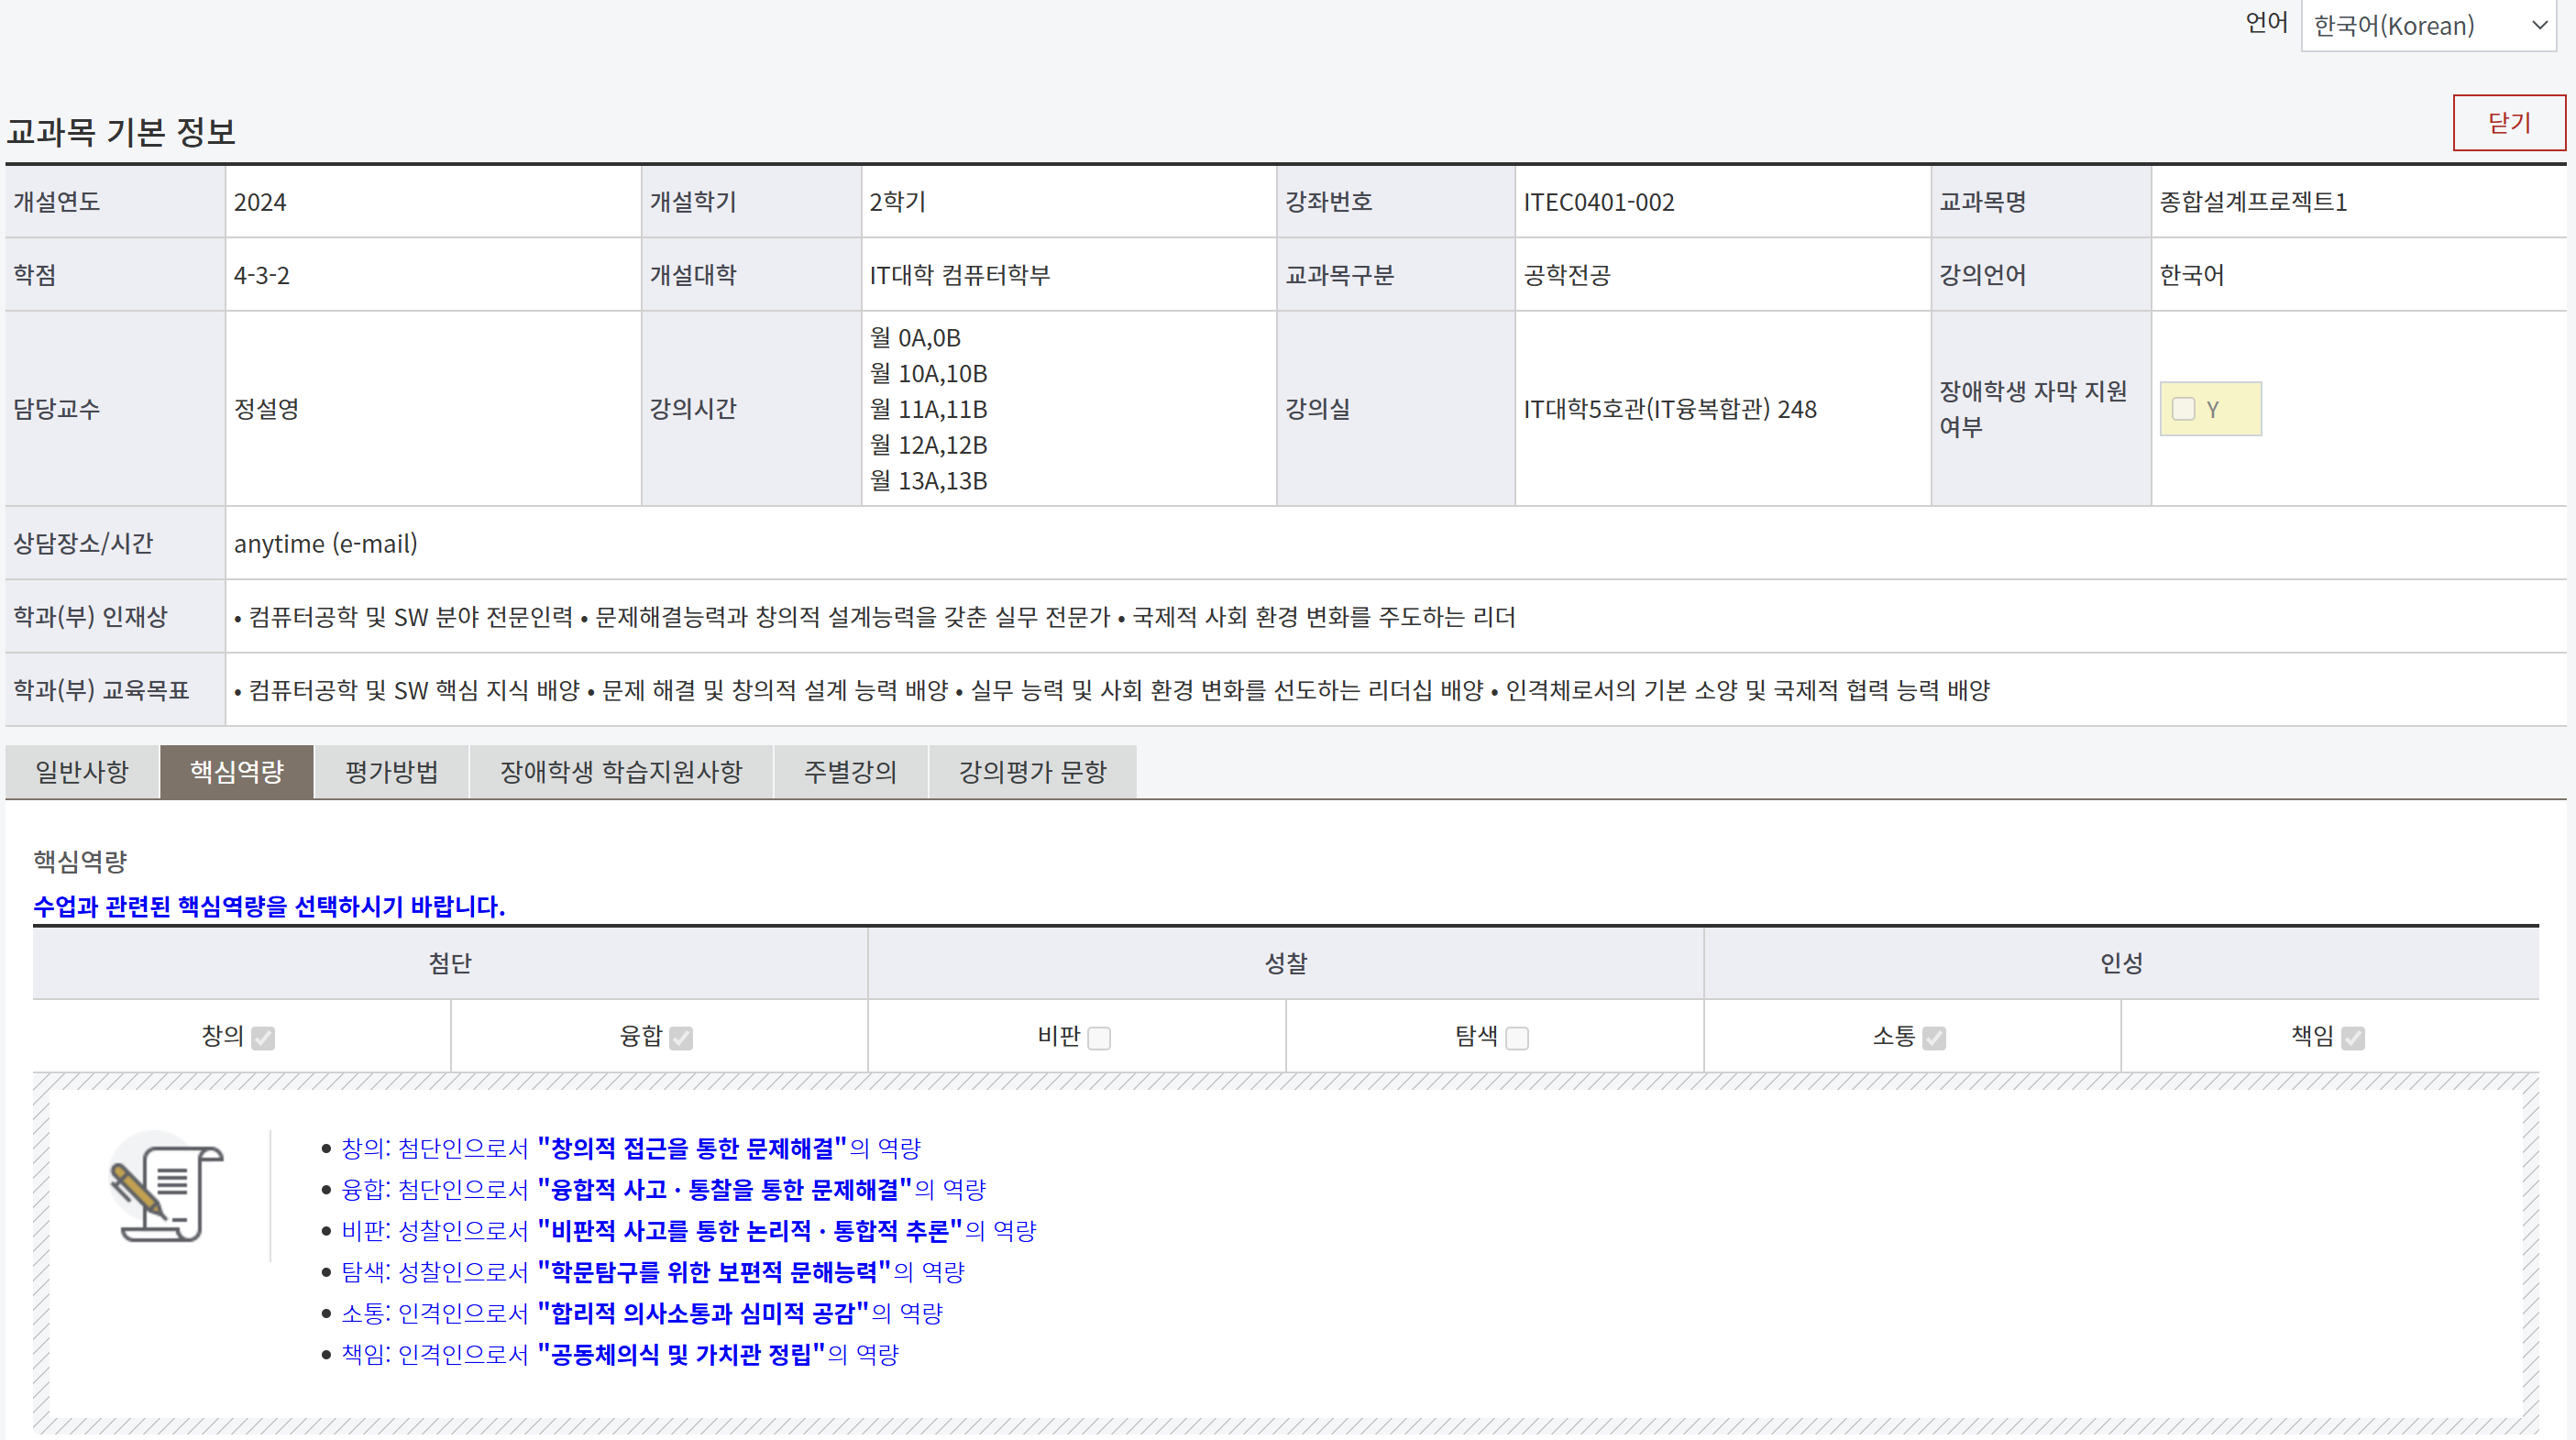 언어 한국어(Korean)
교과목 기본 정보 닫기
개설연도 2024 개설학기 2학기 강좌번호 ITEC0401-002 교과목명 종합설계프로젝트1
학점 4-3-2 개설대학 IT대학 컴퓨터학부 교과목구분 공학전공 강의언어 한국어
담당교수 정설영 강의시간
월 0A,0B
월 10A,10B
월 11A,11B
월 12A,12B
월 13A,13B
강의실 IT대학5호관(IT융복합관) 248
장애학생 자막 지원
여부
Y
상담장소/시간 anytime (e-mail)
학과(부) 인재상 • 컴퓨터공학 및 SW 분야 전문인력 • 문제해결능력과 창의적 설계능력을 갖춘 실무 전문가 • 국제적 사회 환경 변화를 주도하는 리더
학과(부) 교육목표 • 컴퓨터공학 및 SW 핵심 지식 배양 • 문제 해결 및 창의적 설계 능력 배양 • 실무 능력 및 사회 환경 변화를 선도하는 리더십 배양 • 인격체로서의 기본 소양 및 국제적 협력 능력 배양
일반사항 핵심역량 평가방법 장애학생 학습지원사항 주별강의 강의평가 문항
핵심역량
수업과 관련된 핵심역량을 선택하시기 바랍니다.
첨단 성찰 인성
창의 융합 비판 탐색 소통 책임
• 창의: 첨단인으로서 "창의적 접근을 통한 문제해결"의 역량
• 융합: 첨단인으로서 "융합적 사고 · 통찰을 통한 문제해결"의 역량
• 비판: 성찰인으로서 "비판적 사고를 통한 논리적 · 통합적 추론"의 역량
• 탐색: 성찰인으로서 "학문탐구를 위한 보편적 문해능력"의 역량
• 소통: 인격인으로서 "합리적 의사소통과 심미적 공감"의 역량
• 책임: 인격인으로서 "공동체의식 및 가치관 정립"의 역량